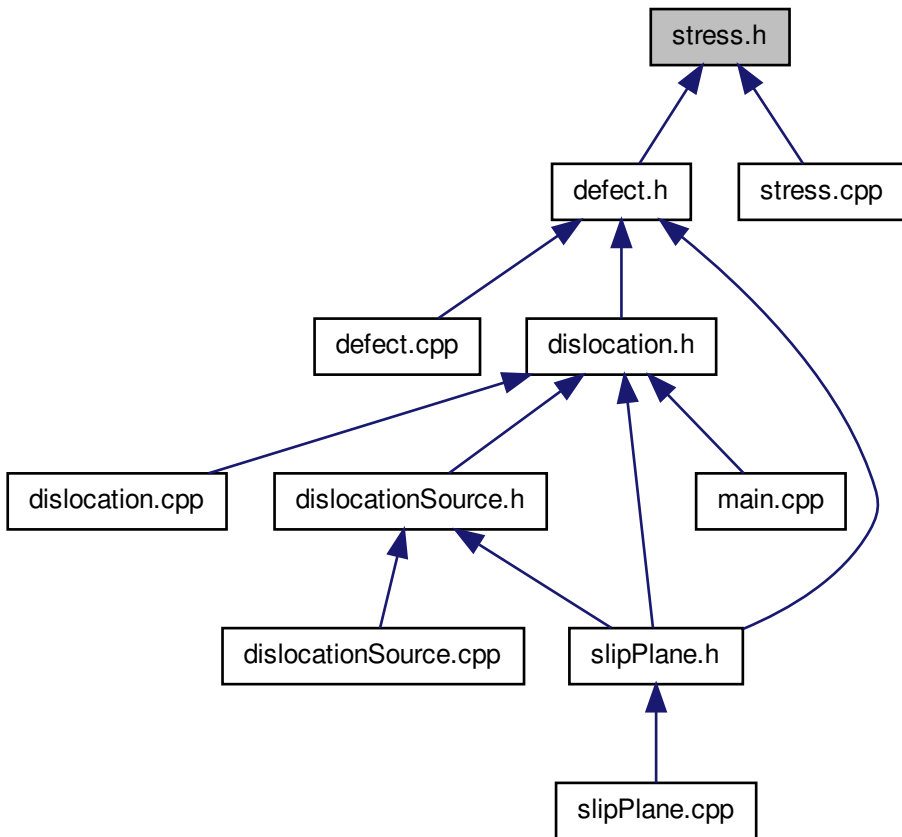 stress.h
defect.h
stress.cpp
defect.cpp
dislocation.h
dislocation.cpp
dislocationSource.h
main.cpp
dislocationSource.cpp
slipPlane.h
slipPlane.cpp